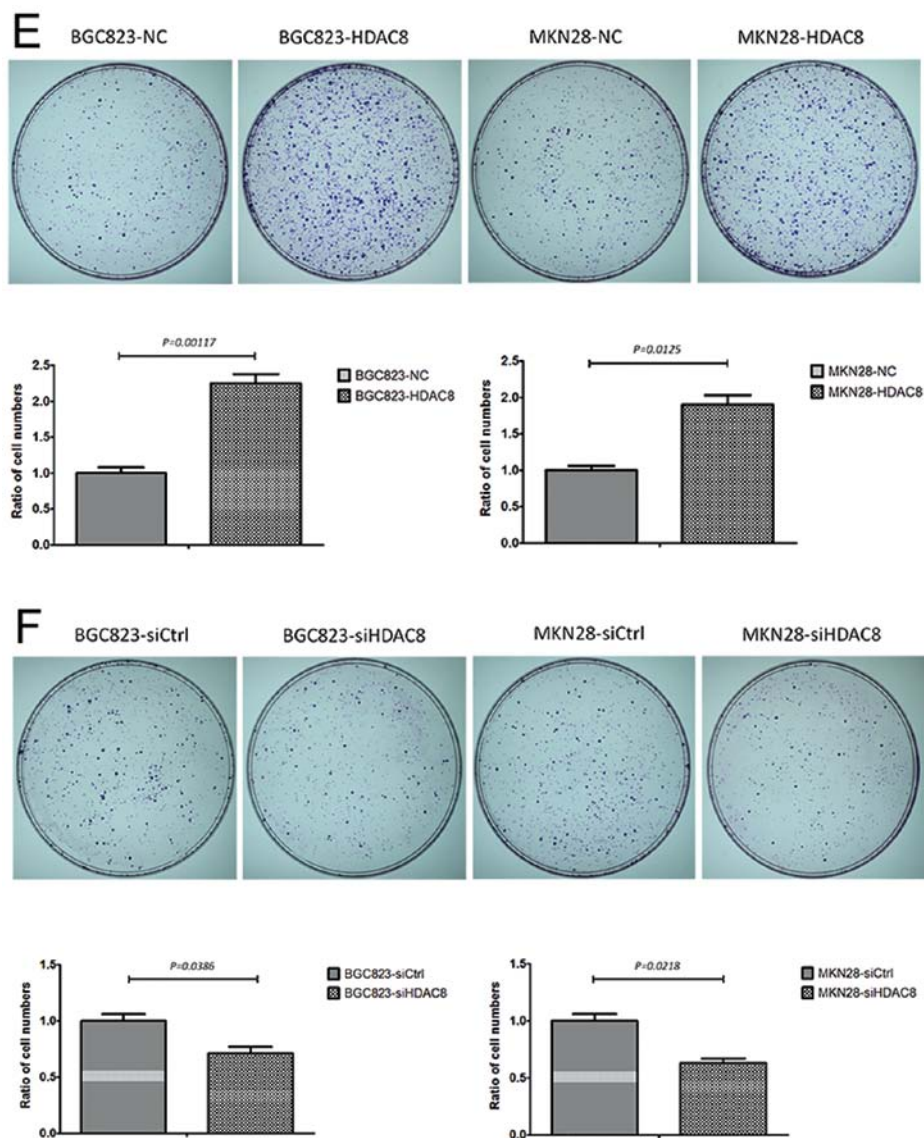 E
BGC823-NC BGC823-HDAC8 MKN28-NC MKN28-HDAC8
P=0.00117
Ratio of cell numbers
2.5
2.0
1.5
1.0
0.5
0.0
BGC823-NC
BGC823-HDAC8
P=0.0125
Ratio of cell numbers
2.5
2.0
1.5
1.0
0.5
0.0
MKN28-NC
MKN28-HDAC8
F
BGC823-siCtrl BGC823-siHDAC8 MKN28-siCtrl MKN28-siHDAC8
P=0.0386
Ratio of cell numbers
1.5
1.0
0.5
0.0
BGC823-siCtrl
BGC823-siHDAC8
P=0.0218
Ratio of cell numbers
1.5
1.0
0.5
0.0
MKN28-siCtrl
MKN28-siHDAC8